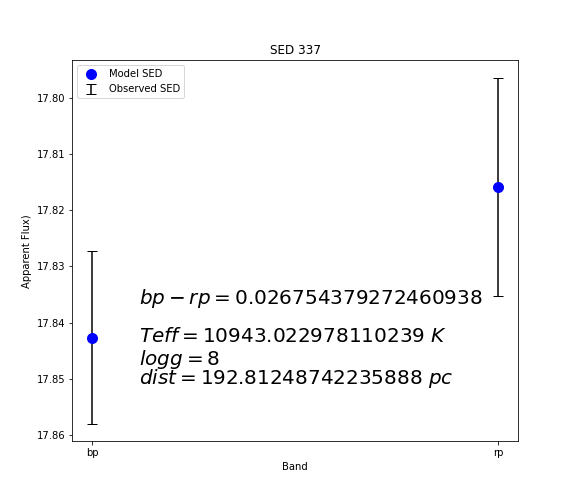 SED 337
Model SED
Observed SED
17.80
17.81
17.82
17.83
17.84
17.85
17.86
Apparent Flux)
bp − rp = 0.026754379272460938
Teff = 10943.022978110239 K
logg = 8
dist = 192.81248742235888 pc
bp
rp
Band